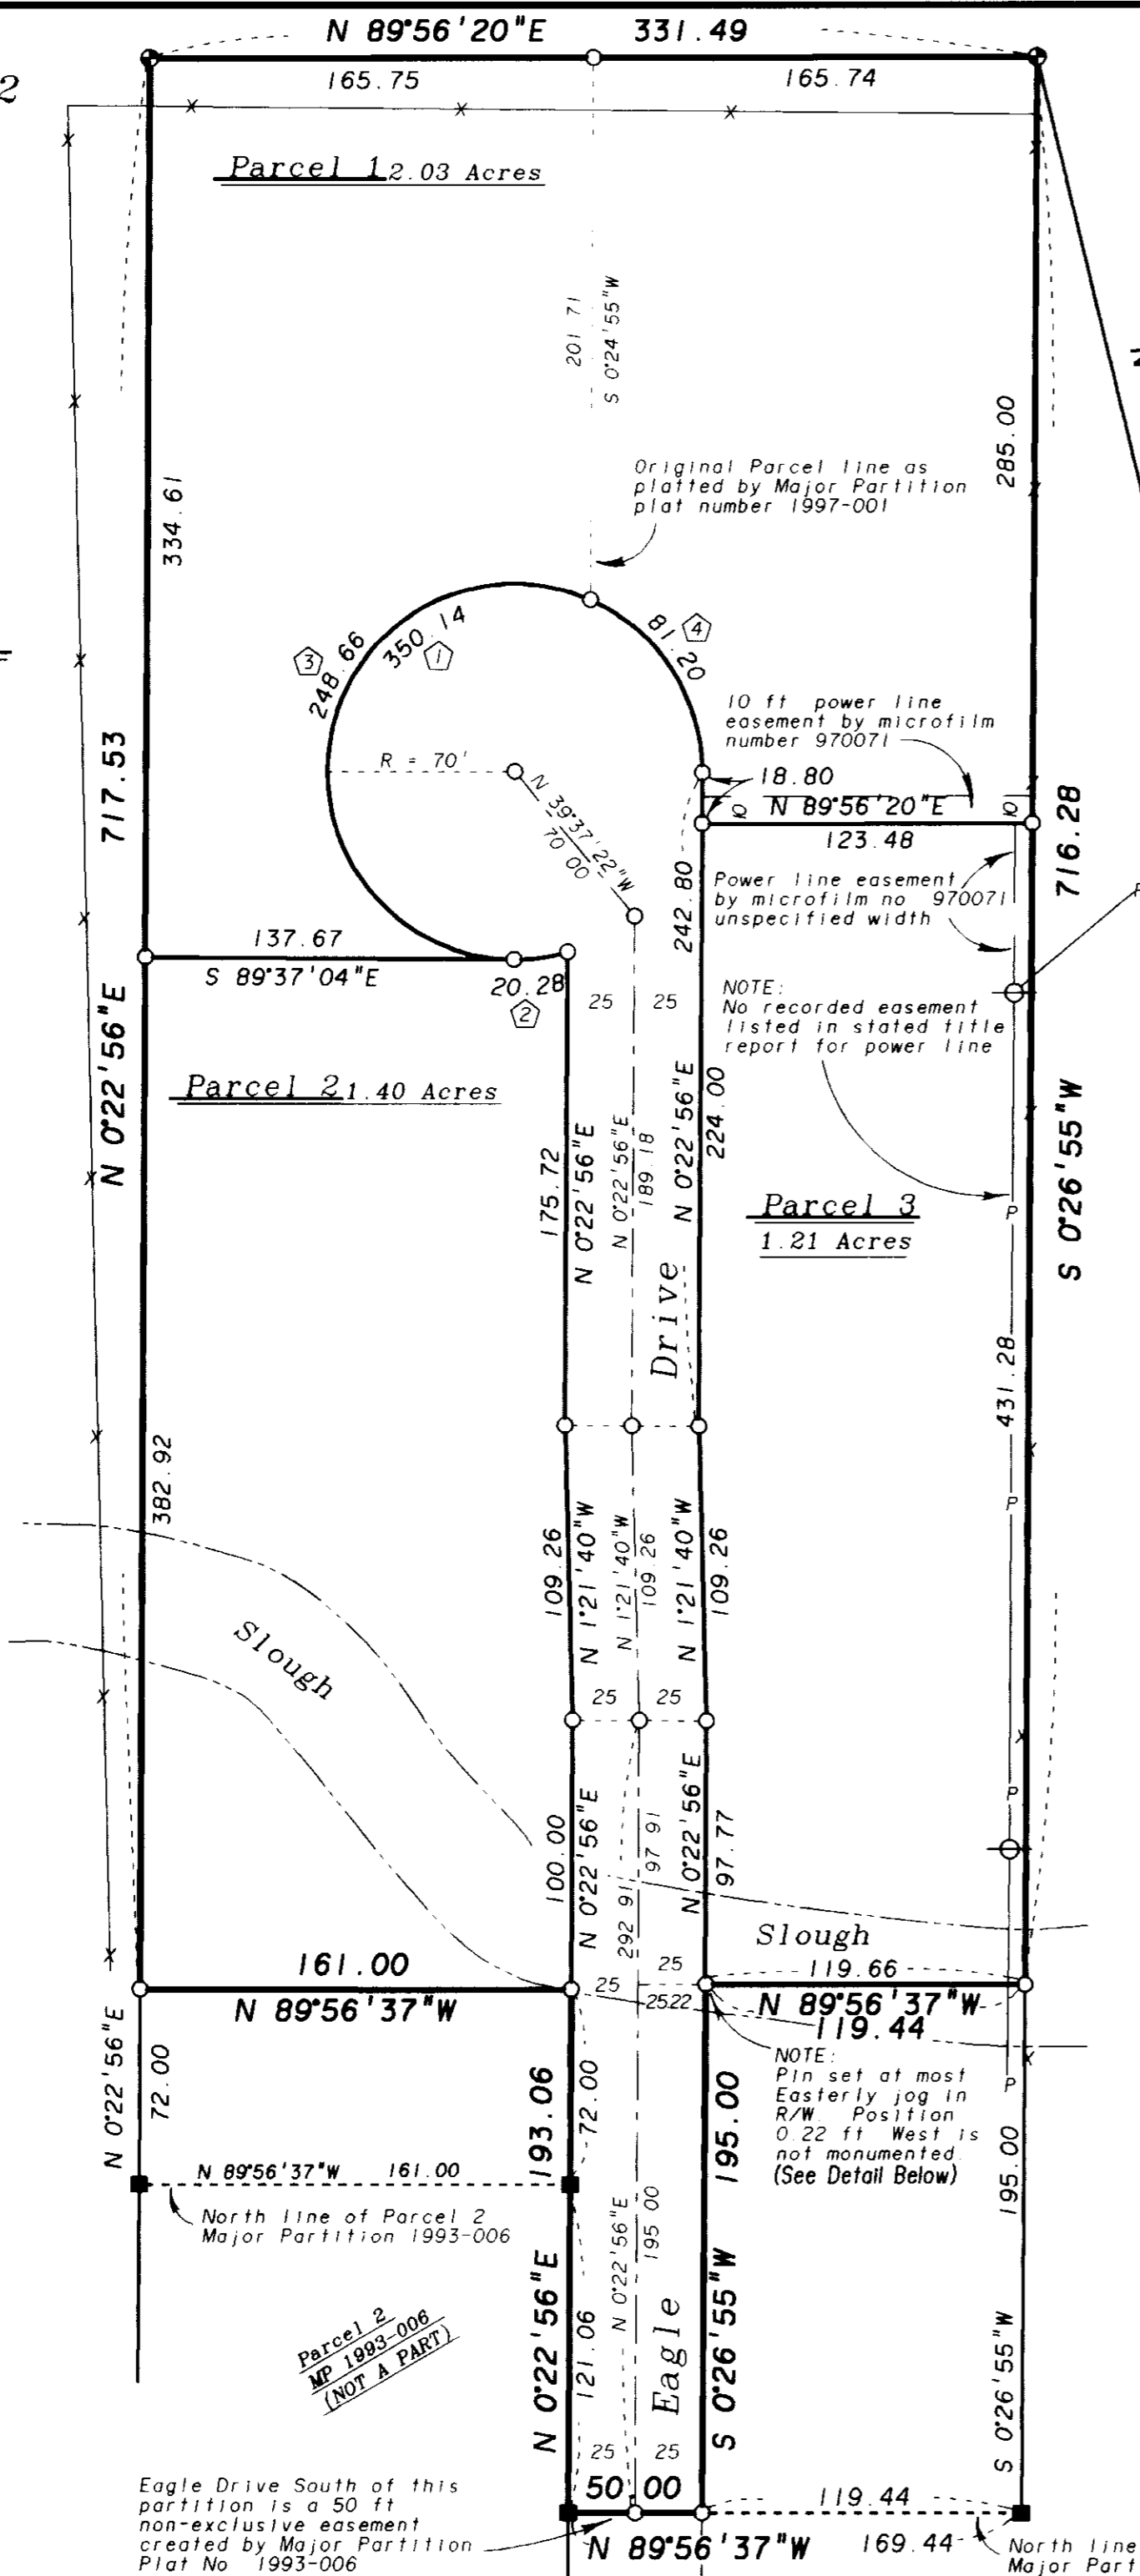 N 89°56'20"E 331.49
165.75
165.74
2
Parcel 1 2.03 Acres
201 71
S 0°24'55"W
285.00
334.61
Original Parcel line as
platted by Major Partition
plat number 1997-001
81.20
4
3
248.66
350.14
1
10 ft power line
easement by microfilm
number 970071
R = 70'
18.80
N 89°56'20"E
10
10
123.48
N 39°37'22"W
70 00
717.53
716.28
242.80
Power line easement
by microfilm no 970071
unspecified width
137.67
S 89°37'04"E
20.28
2
25 25
NOTE:
No recorded easement
listed in stated title
report for power line
N 0°22'56"E
Parcel 2 1.40 Acres
175.72
N 0°22'56"E
N 0°22'56"E
189.18
N 0°22'56"E
224.00
S 0°26'55"W
P
Parcel 3
1.21 Acres
Drive
431.28
382.92
P
109.26
N 1°21'40"W
N 1°21'40"W
109.26
N 1°21'40"W
109.26
Slough
25 25
P
100.00
N 0°22'56"E
292 91
97 91
N 0°22'56"E
97.77
Slough
161.00
N 89°56'37"W
25
25
25.22
119.66
N 89°56'37"W
119.44
N 0°22'56"E
72.00
193.06
72.00
195.00
NOTE:
Pin set at most
Easterly jog in
R/W. Position
0.22 ft West is
not monumented.
(See Detail Below)
P
195.00
N 89°56'37"W 161.00
North line of Parcel 2
Major Partition 1993-006
N 0°22'56"E
195 00
N 0°22'56"E
121.06
Eagle
S 0°26'55"W
S 0°26'55"W
Parcel 2
MP 1993-006
(NOT A PART)
25 25
Eagle Drive South of this
partition is a 50 ft
non-exclusive easement
created by Major Partition
Plat No 1993-006
50 00
N 89°56'37"W
119.44
169.44
North line
Major Part